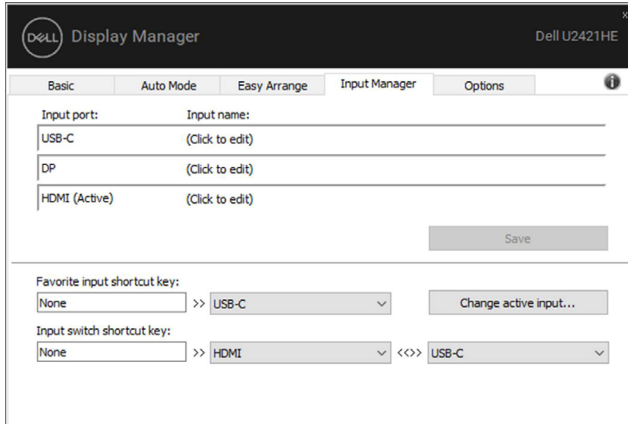 DELL Display Manager Dell U2421HE
x
Basic Auto Mode Easy Arrange Input Manager Options i
Input port: Input name:
USB-C (Click to edit)
DP (Click to edit)
HDMI (Active) (Click to edit)
Save
Favorite input shortcut key:
None >> USB-C Change active input...
Input switch shortcut key:
None >> HDMI <<>> USB-C